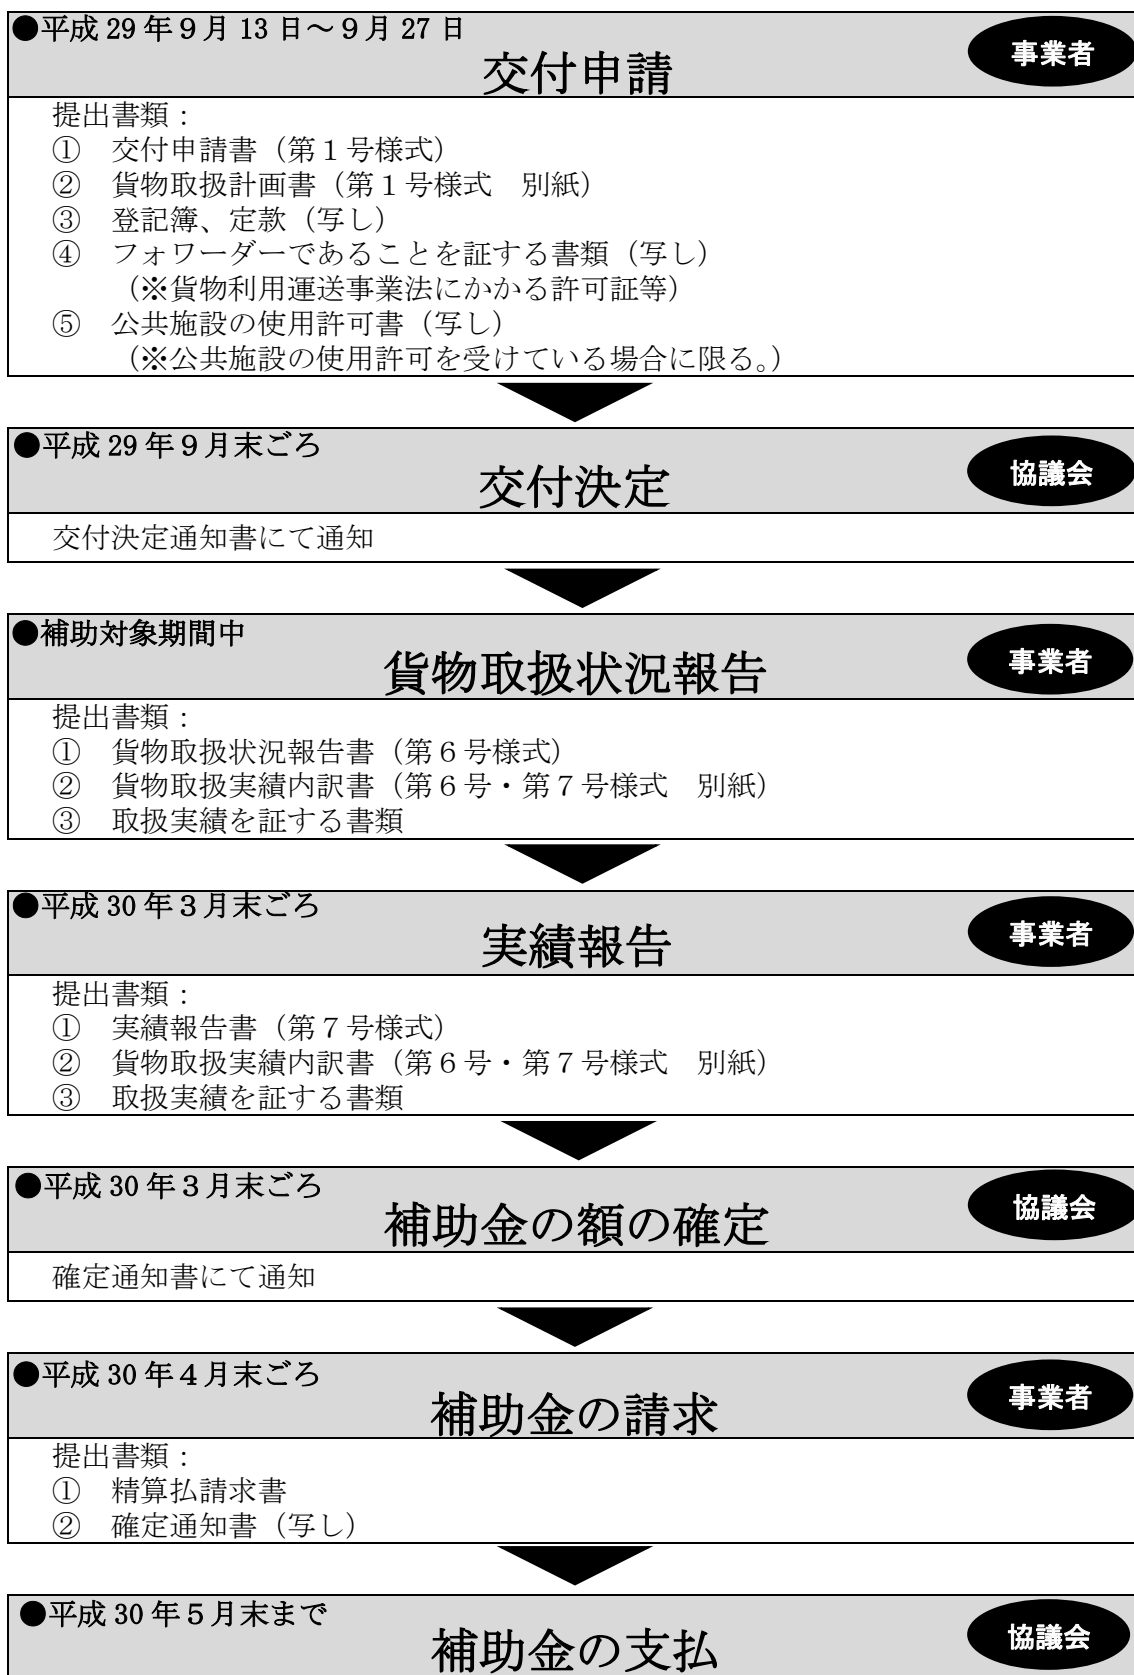 ●平成 29 年９月 13 日～９月 27 日
交付申請
事業者
提出書類：
①　交付申請書（第１号様式）
②　貨物取扱計画書（第１号様式　別紙）
③　登記簿、定款（写し）
④　フォワーダーであることを証する書類（写し）
（※貨物利用運送事業法にかかる許可証等）
⑤　公共施設の使用許可書（写し）
（※公共施設の使用許可を受けている場合に限る。）
●平成 29 年９月末ごろ
交付決定
協議会
交付決定通知書にて通知
●補助対象期間中
貨物取扱状況報告
事業者
提出書類：
①　貨物取扱状況報告書（第６号様式）
②　貨物取扱実績内訳書（第６号・第７号様式　別紙）
③　取扱実績を証する書類
●平成 30 年３月末ごろ
実績報告
事業者
提出書類：
①　実績報告書（第７号様式）
②　貨物取扱実績内訳書（第６号・第７号様式　別紙）
③　取扱実績を証する書類
●平成 30 年３月末ごろ
補助金の額の確定
協議会
確定通知書にて通知
●平成 30 年４月末ごろ
補助金の請求
事業者
提出書類：
①　精算払請求書
②　確定通知書（写し）
●平成 30 年５月末まで
補助金の支払
協議会